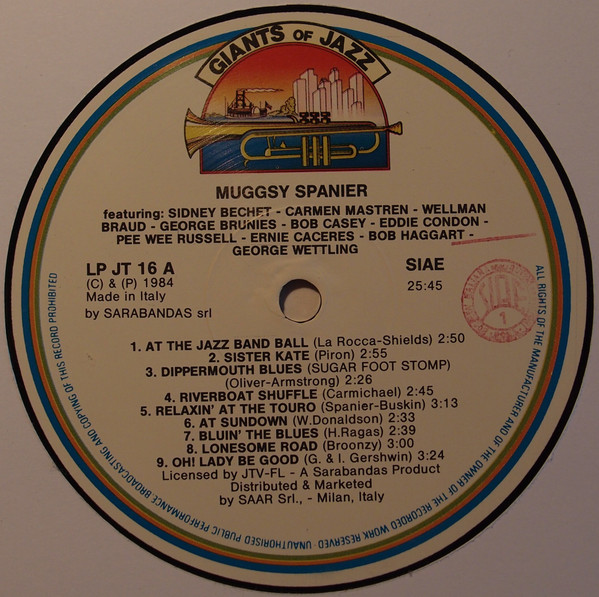 GIANTS OF JAZZ
MUGGSY SPANIER
featuring: SIDNEY BECHET - CARMEN MASTREN - WELLMAN
BRAUD - GEORGE BRUNIES - BOB CASEY - EDDIE CONDON -
PEE WEE RUSSELL - ERNIE CACERES - BOB HAGGART -
GEORGE WETTLING
LP JT 16 A
(C) & (P) 1984
Made in Italy
by SARABANDAS srl
SIAE
25:45
1. AT THE JAZZ BAND BALL (La Rocca-Shields) 2:50
2. SISTER KATE (Piron) 2:55
3. DIPPERMOUTH BLUES (SUGAR FOOT STOMP)
(Oliver-Armstrong) 2:26
4. RIVERBOAT SHUFFLE (Carmichael) 2:45
5. RELAXIN' AT THE TOURO (Spanier-Buskin) 3:13
6. AT SUNDOWN (W.Donaldson) 2:33
7. BLUIN' THE BLUES (H.Ragas) 2:39
8. LONESOME ROAD (Broonzy) 3:00
9. OH! LADY BE GOOD (G. & I. Gershwin) 3:24
Licensed by JTV-FL - A Sarabandas Product
Distributed & Marketed
by SAAR Srl., - Milan, Italy
ALL RIGHTS OF THE MANUFACTURER AND OF THE OWNER OF THE RECORDED WORK RESERVED · UNAUTHORISED PUBLIC PERFORMANCE BROADCASTING AND COPYING OF THIS RECORD PROHIBITED